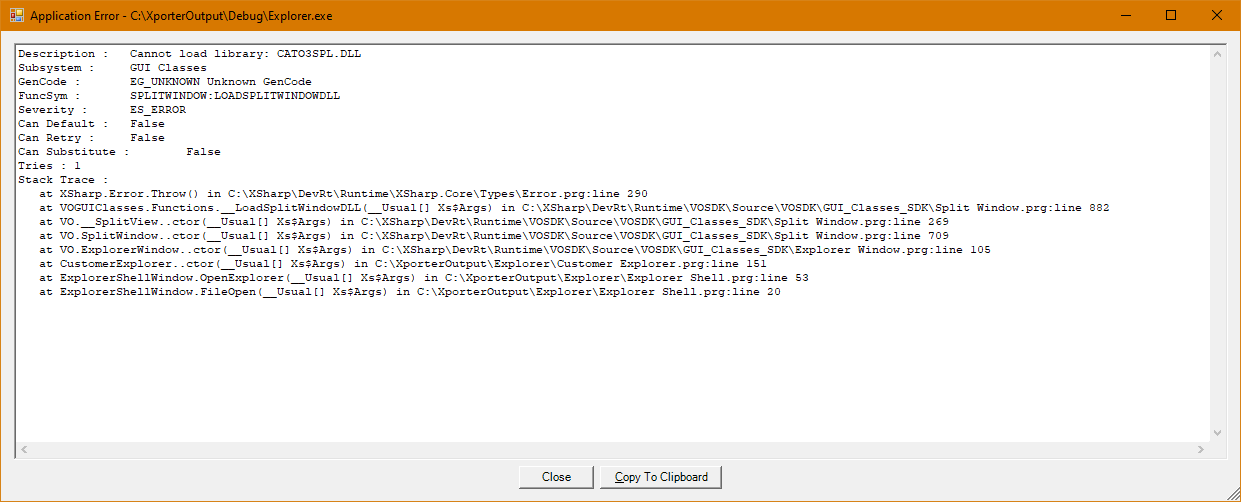 Application Error - C:\XporterOutput\Debug\Explorer.exe
Description :   Cannot load library: CATO3SPL.DLL
Subsystem :     GUI Classes
GenCode :       EG_UNKNOWN Unknown GenCode
FuncSym :       SPLITWINDOW:LOADSPLITWINDOWDLL
Severity :      ES_ERROR
Can Default :   False
Can Retry :     False
Can Substitute :        False
Tries : 1
Stack Trace :
   at XSharp.Error.Throw() in C:\XSharp\DevRt\Runtime\XSharp.Core\Types\Error.prg:line 290
   at VOGUIClasses.Functions.__LoadSplitWindowDLL(__Usual[] Xs$Args) in C:\XSharp\DevRt\Runtime\VOSDK\Source\VOSDK\GUI_Classes_SDK\Split Window.prg:line 882
   at VO.__SplitView..ctor(__Usual[] Xs$Args) in C:\XSharp\DevRt\Runtime\VOSDK\Source\VOSDK\GUI_Classes_SDK\Split Window.prg:line 269
   at VO.SplitWindow..ctor(__Usual[] Xs$Args) in C:\XSharp\DevRt\Runtime\VOSDK\Source\VOSDK\GUI_Classes_SDK\Split Window.prg:line 709
   at VO.ExplorerWindow..ctor(__Usual[] Xs$Args) in C:\XSharp\DevRt\Runtime\VOSDK\Source\VOSDK\GUI_Classes_SDK\Explorer Window.prg:line 105
   at CustomerExplorer..ctor(__Usual[] Xs$Args) in C:\XporterOutput\Explorer\Customer Explorer.prg:line 151
   at ExplorerShellWindow.OpenExplorer(__Usual[] Xs$Args) in C:\XporterOutput\Explorer\Explorer Shell.prg:line 53
   at ExplorerShellWindow.FileOpen(__Usual[] Xs$Args) in C:\XporterOutput\Explorer\Explorer Shell.prg:line 20
Close
Copy To Clipboard